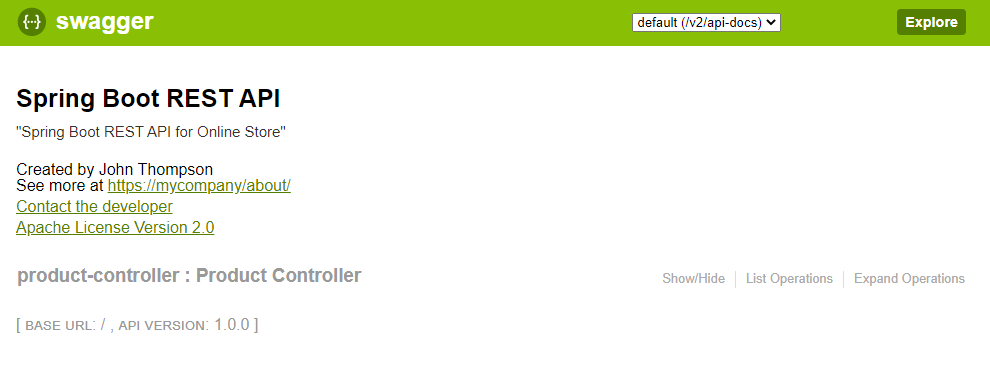 swagger default (/v2/api-docs) Explore
Spring Boot REST API
"Spring Boot REST API for Online Store"
Created by John Thompson
See more at https://mycompany/about/
Contact the developer
Apache License Version 2.0
product-controller : Product Controller Show/Hide List Operations Expand Operations
[ BASE URL: / , API VERSION: 1.0.0 ]